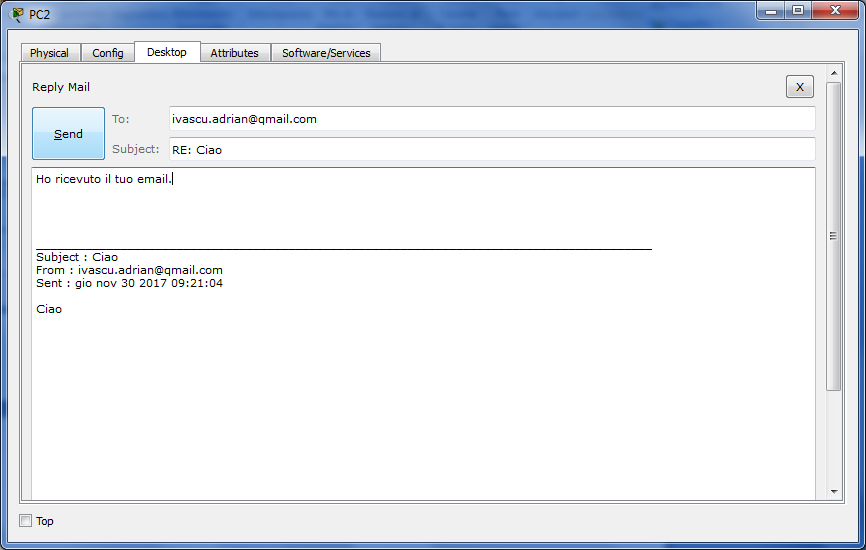 PC2
Physical Config Desktop Attributes Software/Services
Reply Mail X
Send
To: ivascu.adrian@qmail.com
Subject: RE: Ciao
Ho ricevuto il tuo email.
Subject : Ciao
From : ivascu.adrian@qmail.com
Sent : gio nov 30 2017 09:21:04
Ciao
Top